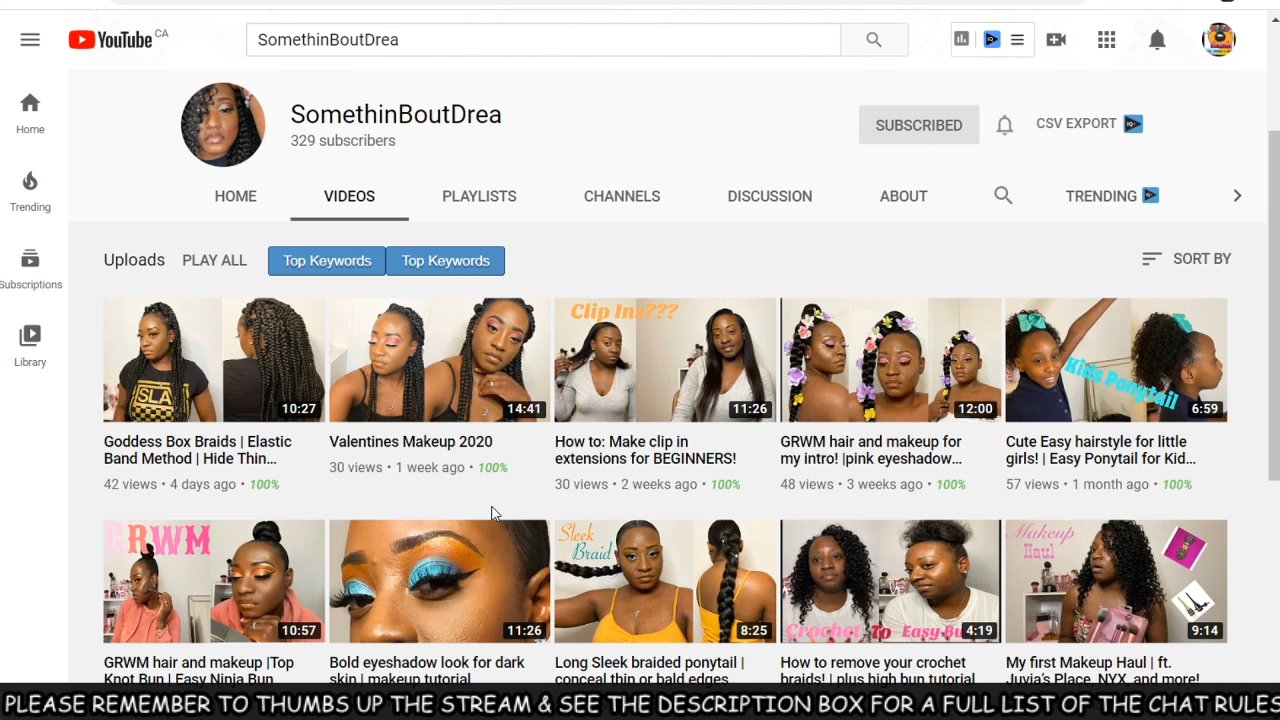 YouTube CA
SomethinBoutDrea
Home
Trending
Subscriptions
Library
SomethinBoutDrea
329 subscribers
SUBSCRIBED
CSV EXPORT
HOME VIDEOS PLAYLISTS CHANNELS DISCUSSION ABOUT TRENDING
Uploads PLAY ALL Top Keywords Top Keywords SORT BY
10:27
Goddess Box Braids | Elastic
Band Method | Hide Thin...
42 views • 4 days ago • 100%
14:41
Valentines Makeup 2020
30 views • 1 week ago • 100%
Clip Ins???
11:26
How to: Make clip in
extensions for BEGINNERS!
30 views • 2 weeks ago • 100%
12:00
GRWM hair and makeup for
my intro! |pink eyeshadow...
48 views • 3 weeks ago • 100%
Kids Ponytail
6:59
Cute Easy hairstyle for little
girls! | Easy Ponytail for Kid...
57 views • 1 month ago • 100%
GRWM
10:57
GRWM hair and makeup |Top
Knot Bun | Easy Ninja Bun
11:26
Bold eyeshadow look for dark
skin | makeup tutorial
Sleek
Braid
8:25
Long Sleek braided ponytail |
conceal thin or bald edges
Crochet To Easy Bu
4:19
How to remove your crochet
braids! | plus high bun tutorial
Makeup
Haul
9:14
My first Makeup Haul | ft.
Juvia's Place, NYX, and more!
PLEASE REMEMBER TO THUMBS UP THE STREAM & SEE THE DESCRIPTION BOX FOR A FULL LIST OF THE CHAT RULES